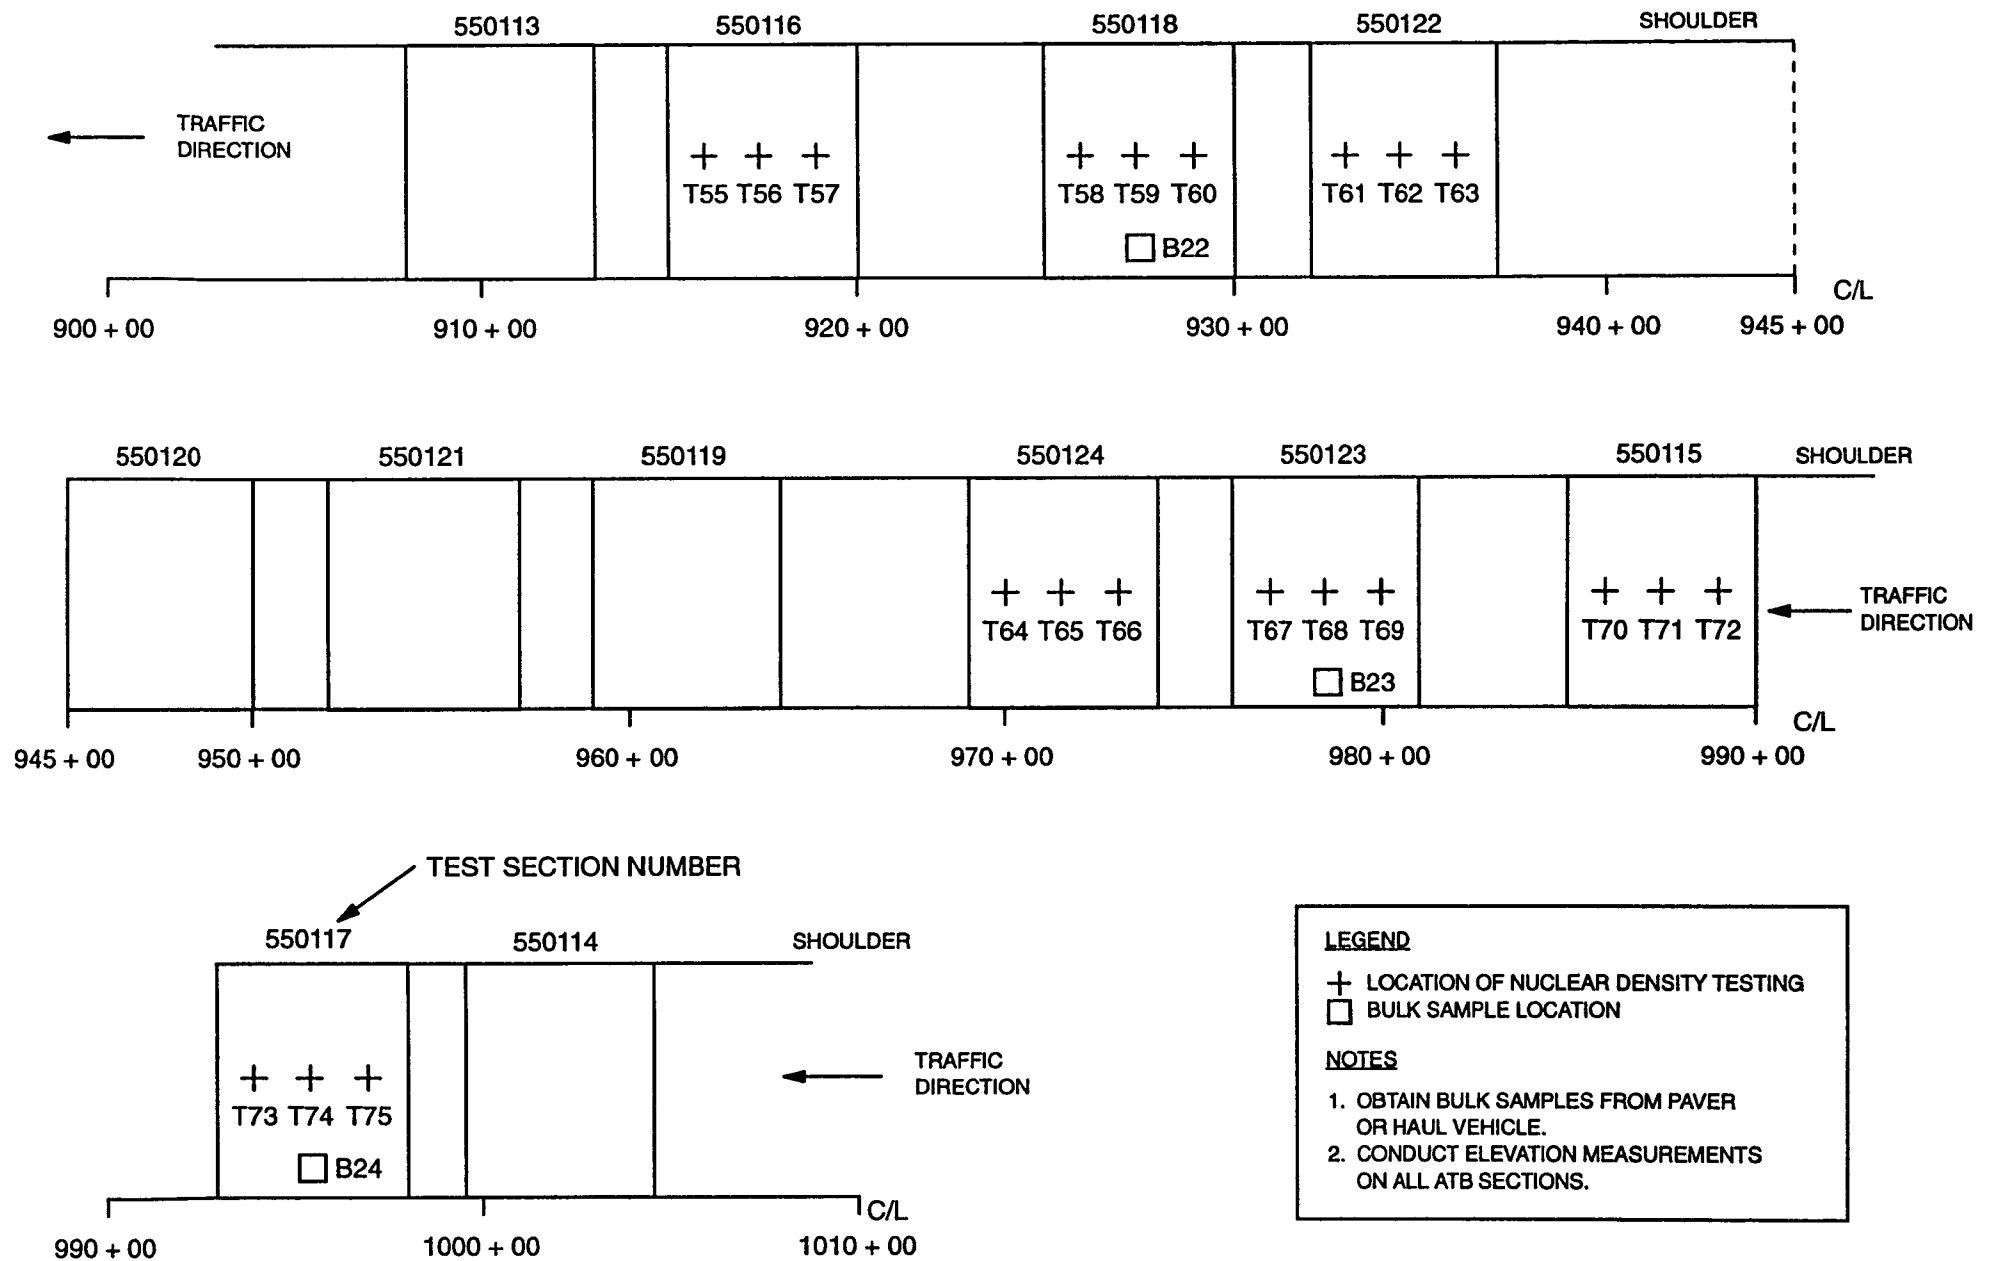 550113 550116 550118 550122 SHOULDER
TRAFFIC
DIRECTION
T55 T56 T57 T58 T59 T60 T61 T62 T63
B22
C/L
900 + 00 910 + 00 920 + 00 930 + 00 940 + 00 945 + 00
550120 550121 550119 550124 550123 550115 SHOULDER
TRAFFIC
DIRECTION
T64 T65 T66 T67 T68 T69 T70 T71 T72
B23
C/L
945 + 00 950 + 00 960 + 00 970 + 00 980 + 00 990 + 00
TEST SECTION NUMBER
550117 550114 SHOULDER
TRAFFIC
DIRECTION
T73 T74 T75
B24
C/L
990 + 00 1000 + 00 1010 + 00
LEGEND
LOCATION OF NUCLEAR DENSITY TESTING
BULK SAMPLE LOCATION
NOTES
1. OBTAIN BULK SAMPLES FROM PAVER
OR HAUL VEHICLE.
2. CONDUCT ELEVATION MEASUREMENTS
ON ALL ATB SECTIONS.